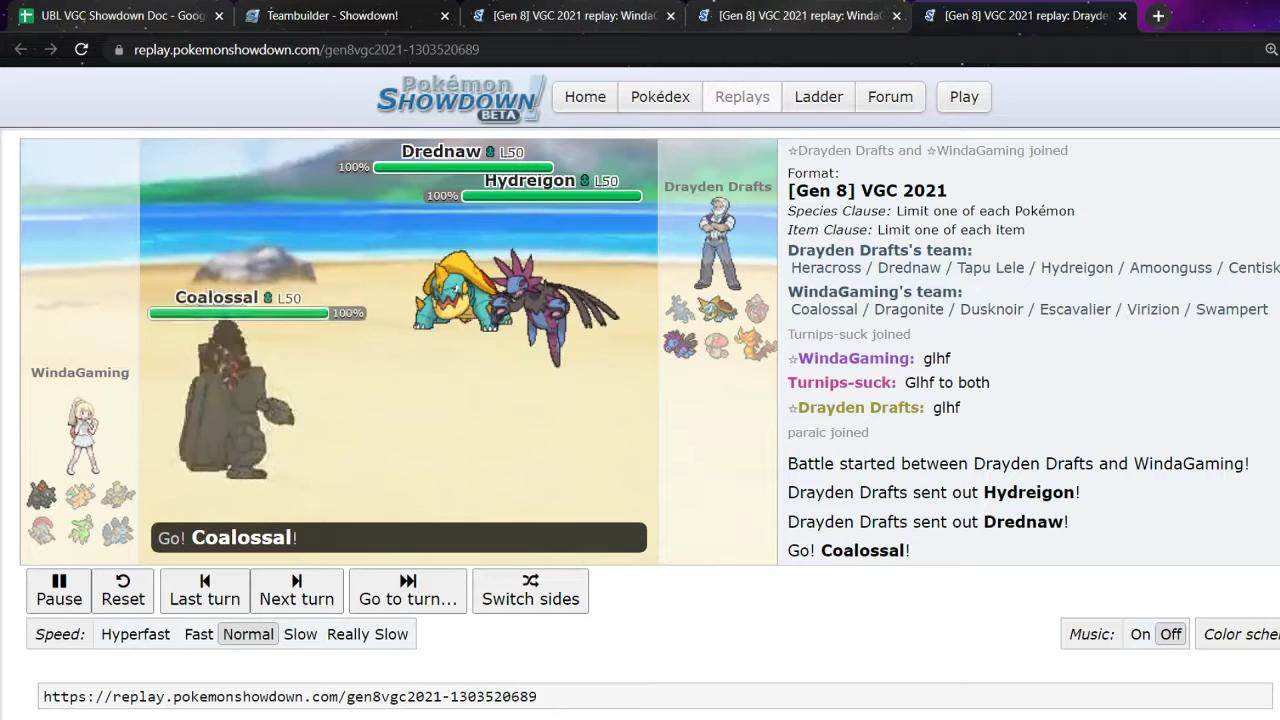 UBL VGC Showdown Doc - Goog
Teambuilder - Showdown!
[Gen 8] VGC 2021 replay: Winda
[Gen 8] VGC 2021 replay: Winda
[Gen 8] VGC 2021 replay: Drayde
replay.pokemonshowdown.com/gen8vgc2021-1303520689
Pokémon
SHOWDOWN!
BETA
Home
Pokédex
Replays
Ladder
Forum
Play
Drednaw L50
100%
Hydreigon L50
100%
Coalossal L50
100%
Drayden Drafts
WindaGaming
Go! Coalossal!
☆Drayden Drafts and ☆WindaGaming joined
Format:
[Gen 8] VGC 2021
Species Clause: Limit one of each Pokémon
Item Clause: Limit one of each item
Drayden Drafts's team:
Heracross / Drednaw / Tapu Lele / Hydreigon / Amoonguss / Centisk
WindaGaming's team:
Coalossal / Dragonite / Dusknoir / Escavalier / Virizion / Swampert
Turnips-suck joined
☆WindaGaming: glhf
Turnips-suck: Glhf to both
☆Drayden Drafts: glhf
paraic joined
Battle started between Drayden Drafts and WindaGaming!
Drayden Drafts sent out Hydreigon!
Drayden Drafts sent out Drednaw!
Go! Coalossal!
Pause
Reset
Last turn
Next turn
Go to turn...
Switch sides
Speed: Hyperfast Fast Normal Slow Really Slow
Music: On Off
Color sche
https://replay.pokemonshowdown.com/gen8vgc2021-1303520689